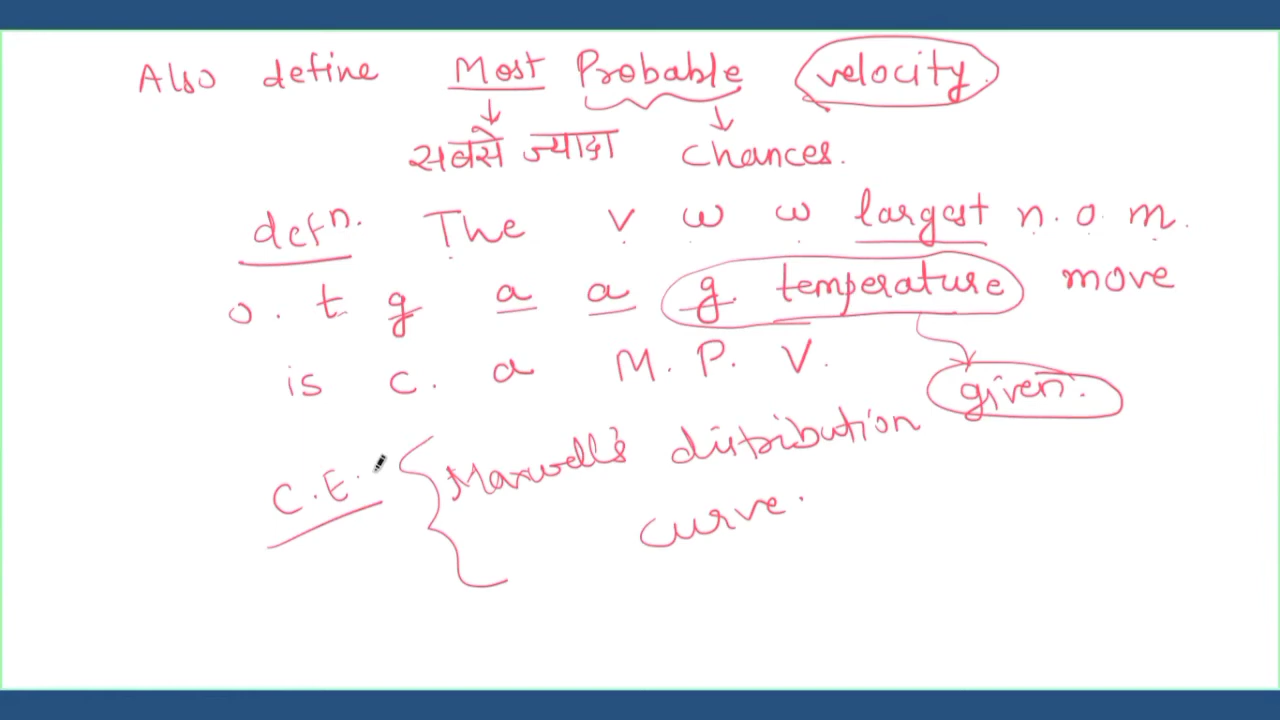 Also define Most Probable velocity.
सबसे ज्यादा chances.
defn. The v w w largest n. o. m.
o. t g a a g. temperature move
is c. a M. P. V.
given.
C.E. Maxwell's distribution
curve.